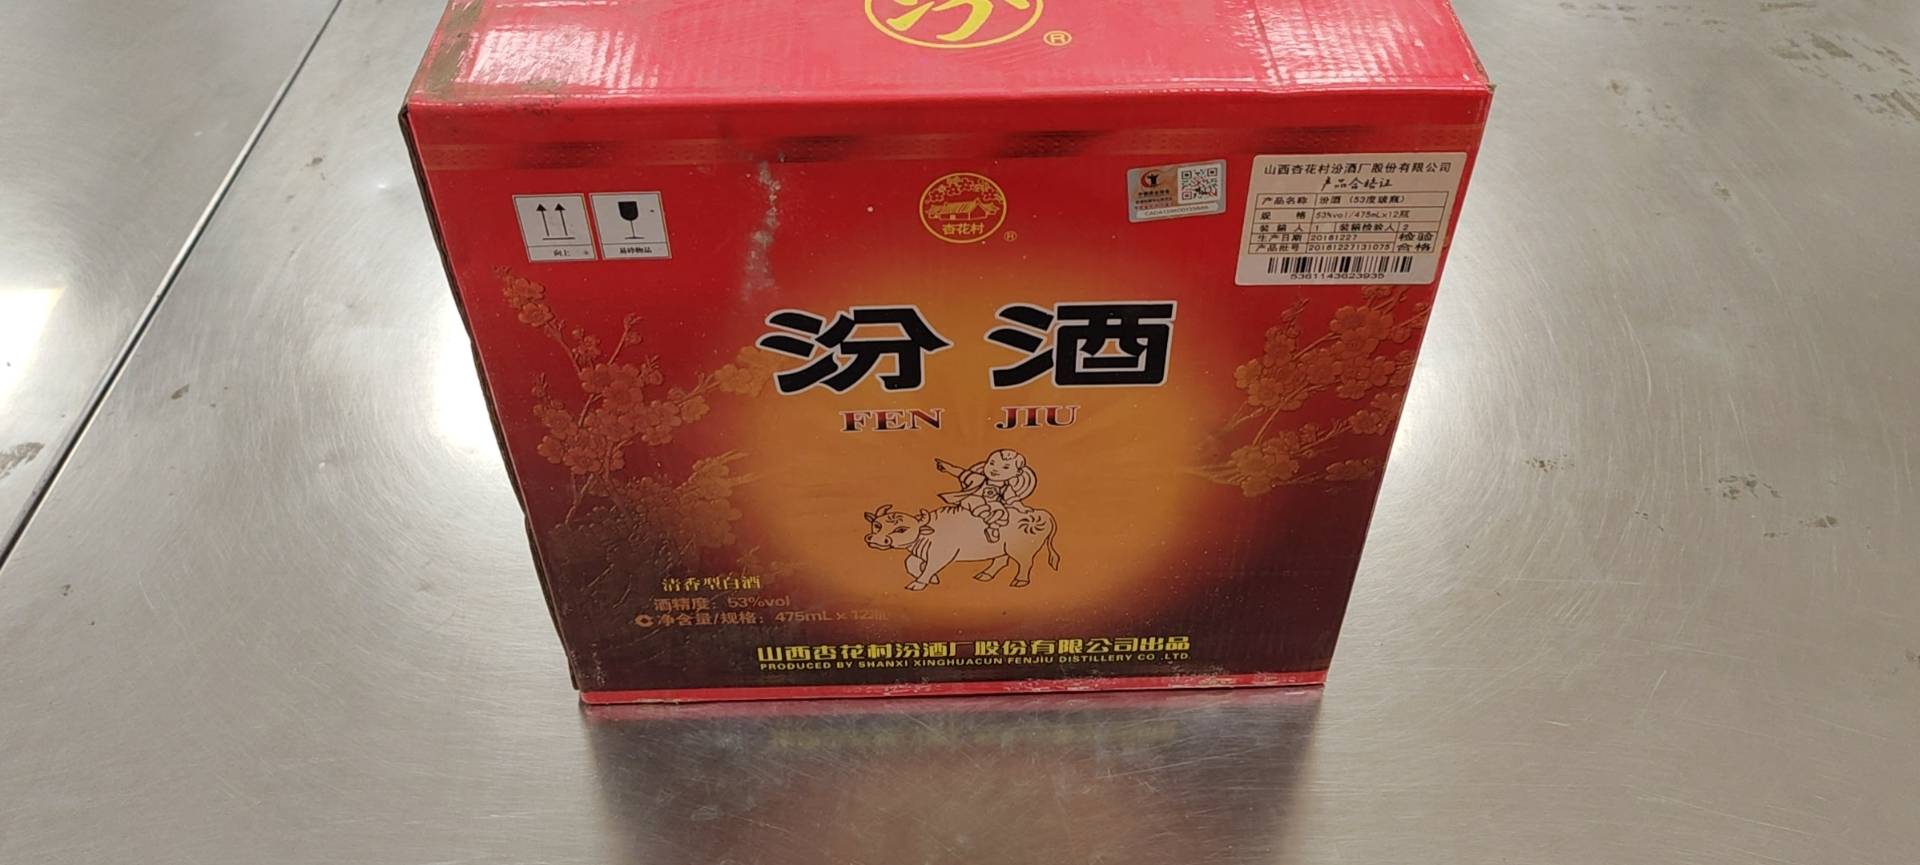 汾
®
山西杏花村汾酒厂股份有限公司
产品合格证
产品名称 汾酒(53度玻瓶)
规 格 53%vol/475mL×12瓶
装箱人 1 装箱检验人 2
生产日期 20181227 检验
产品批号 20181227131075 合格
5361143623935
向上
易碎物品
杏花村
®
汾酒
FEN JIU
清香型白酒
酒精度:53%vol
净含量/规格:475mL×12瓶
山西杏花村汾酒厂股份有限公司出品
PRODUCED BY SHANXI XINGHUACUN FENJIU DISTILLERY CO .,LTD.